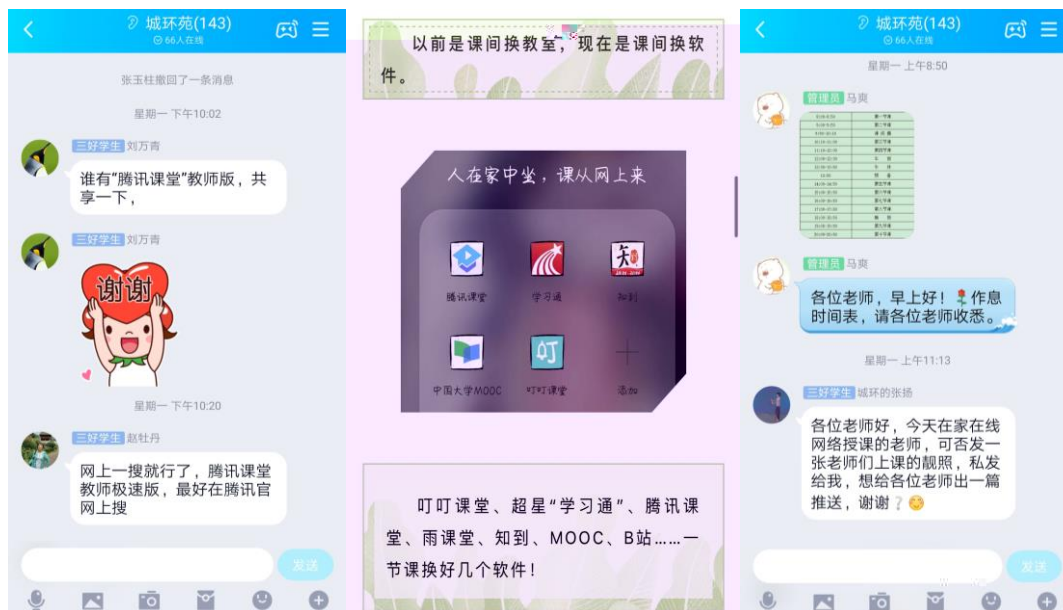 城环苑(143)
66人在线
张玉柱撤回了一条消息
星期一 下午10:02
三好学生 刘万青
谁有“腾讯课堂”教师版，共
享一下，
三好学生 刘万青
谢谢
星期一 下午10:20
三好学生 赵牡丹
网上一搜就行了，腾讯课堂
教师极速版，最好在腾讯官
网上搜
发送
以前是课间换教室，现在是课间换软
件。
人在家中坐，课从网上来
腾讯课堂
学习通
知到
中国大学MOOC
叮叮课堂
添加
叮叮课堂、超星“学习通”、腾讯课
堂、雨课堂、知到、MOOC、B站……一
节课换好几个软件！
城环苑(143)
66人在线
星期一 上午8:50
管理员 马爽
管理员 马爽
各位老师，早上好！作息
时间表，请各位老师收悉。
星期一 上午11:13
三好学生 城环的张扬
各位老师好，今天在家在线
网络授课的老师，可否发一
张老师们上课的靓照，私发
给我，想给各位老师出一篇
推送，谢谢？
发送